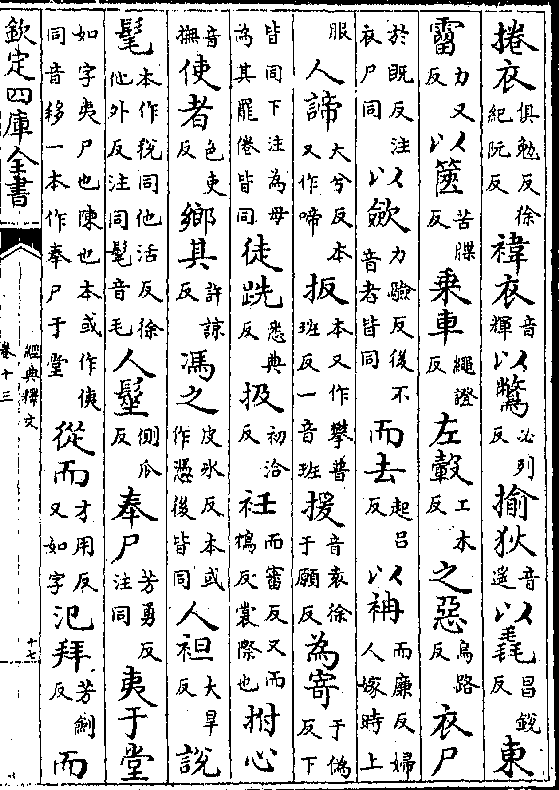 捲衣俱勉反徐紀阮反褘衣音輝以鷩必列反揄狄音遥以毳昌銳反東
霤力又反以篋苦牒反乗車繩證反左轂工木反之惡烏路反衣尸
於既反注衣尸同以歛力驗反後不音者皆同而去起呂反以袡而廉反婦人嫁時上
服人諦大兮反本又作啼扳本又作攀普班反一音班援音袁徐于願反為寄于偽反下
皆同下注為母為其罷倦皆同徒跣悉典反扱初洽反衽而審反又而鴆反裳際也拊心
音撫使者色吏反鄉其許諒反馮之皮氷反本或作憑後皆同人袒大旱反說
髦本作稅同他活反徐他外反注同髦音毛人髽側瓜反奉尸芳勇反注同夷于堂
如字夷尸也陳也本或作侇同音移一本作奉尸于堂從而才用反又如字氾拜芳劒反而
欽定四庫全書
經典釋文
卷十三
十七